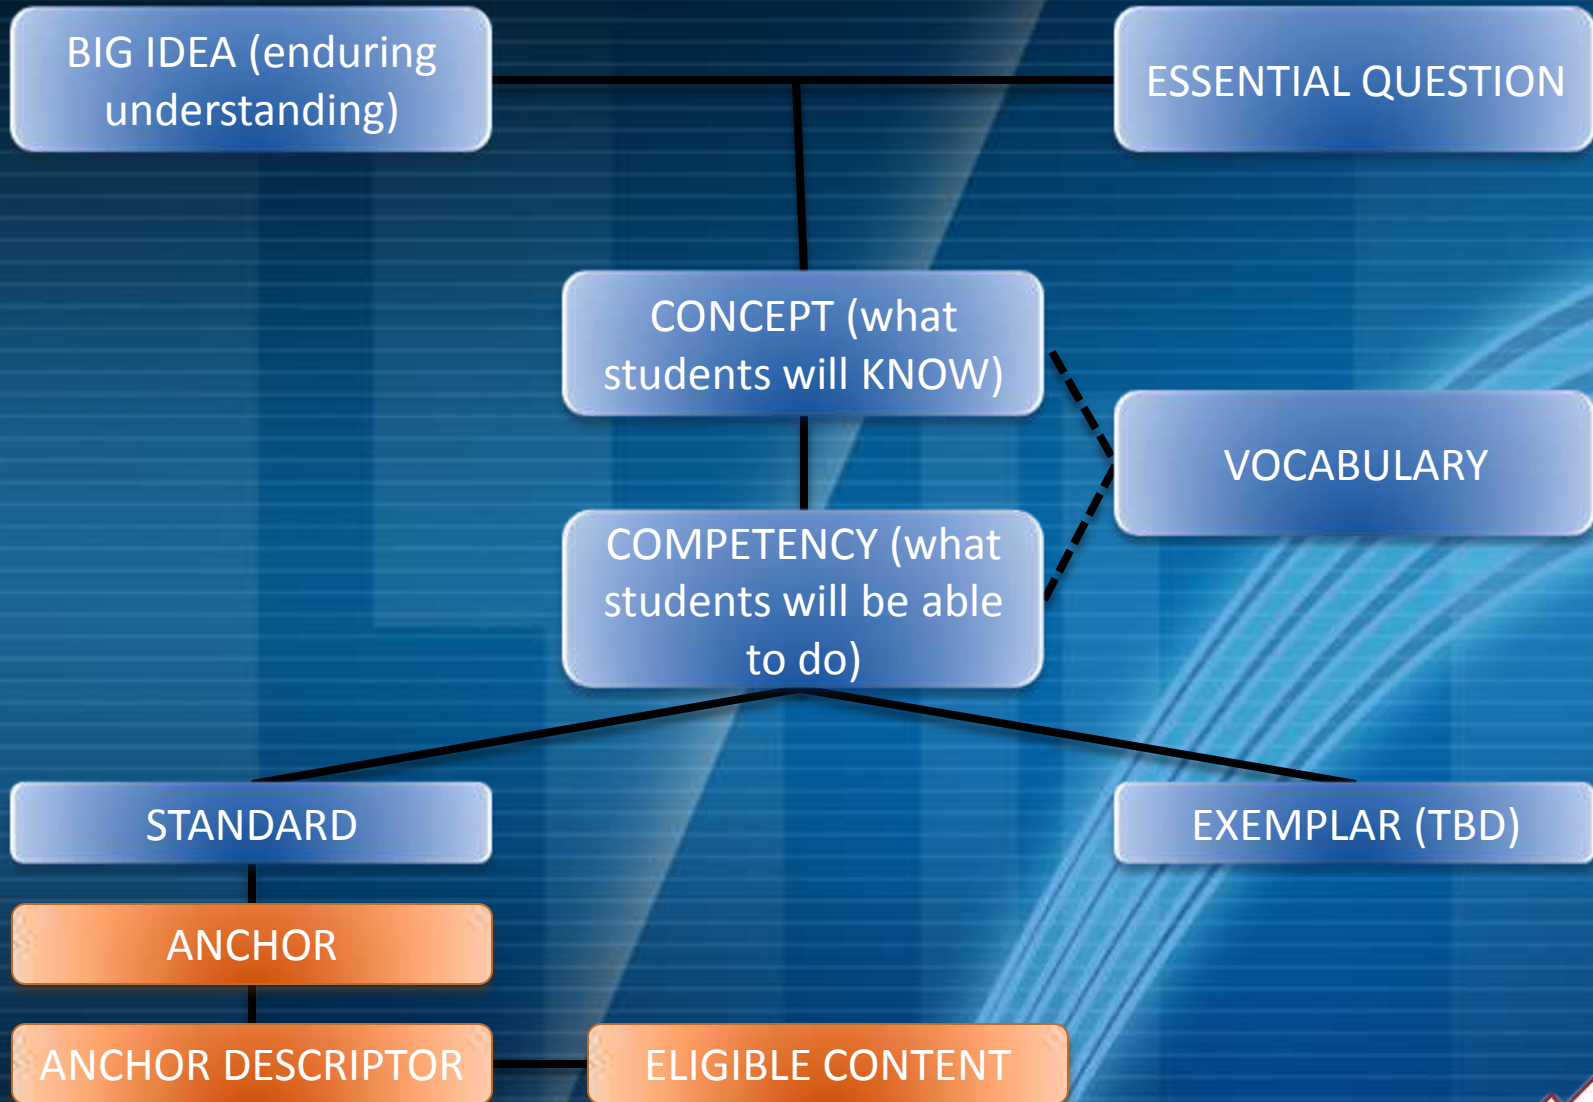 BIG IDEA (enduring
understanding)
ESSENTIAL QUESTION
CONCEPT (what
students will KNOW)
VOCABULARY
COMPETENCY (what
students will be able
to do)
STANDARD
EXEMPLAR (TBD)
ANCHOR
ANCHOR DESCRIPTOR
ELIGIBLE CONTENT